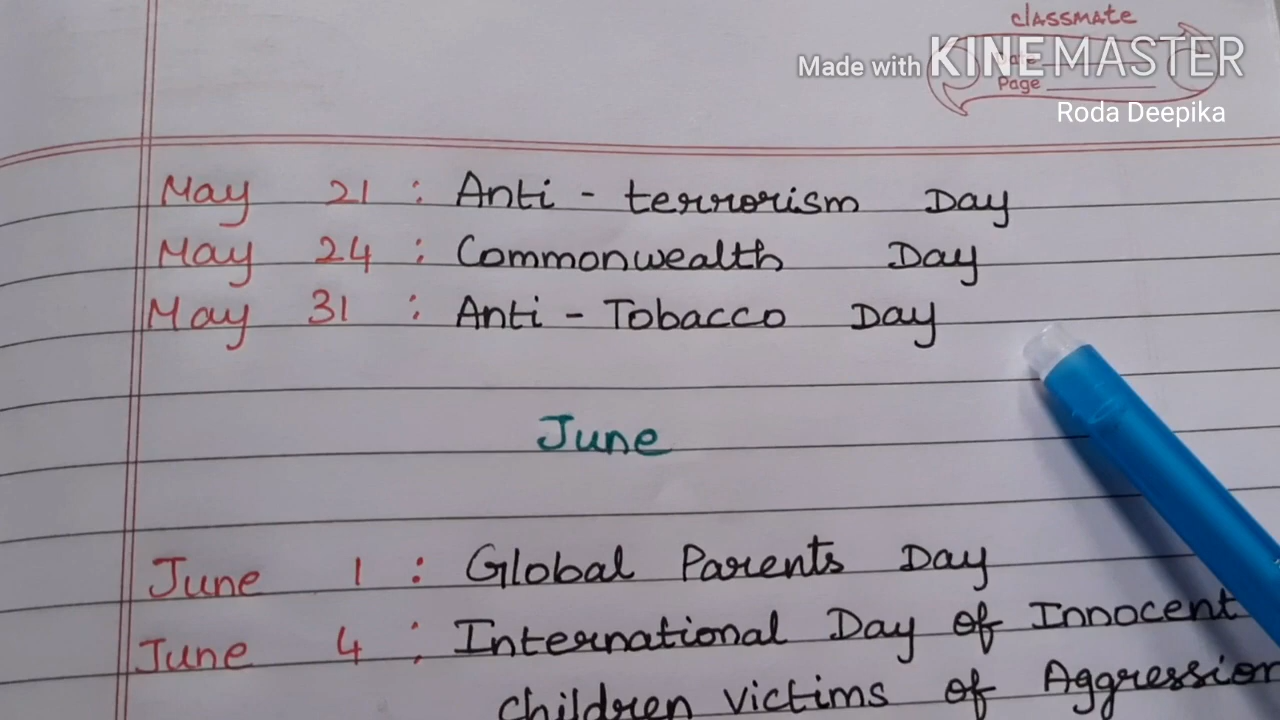 classmate
Made with KINEMASTER
Page
Roda Deepika
May 21 : Anti - terrorism Day
May 24 : Commonwealth Day
May 31 : Anti - Tobacco Day
June
June 1 : Global Parents Day
June 4 : International Day of Innocent
children victims of Aggression